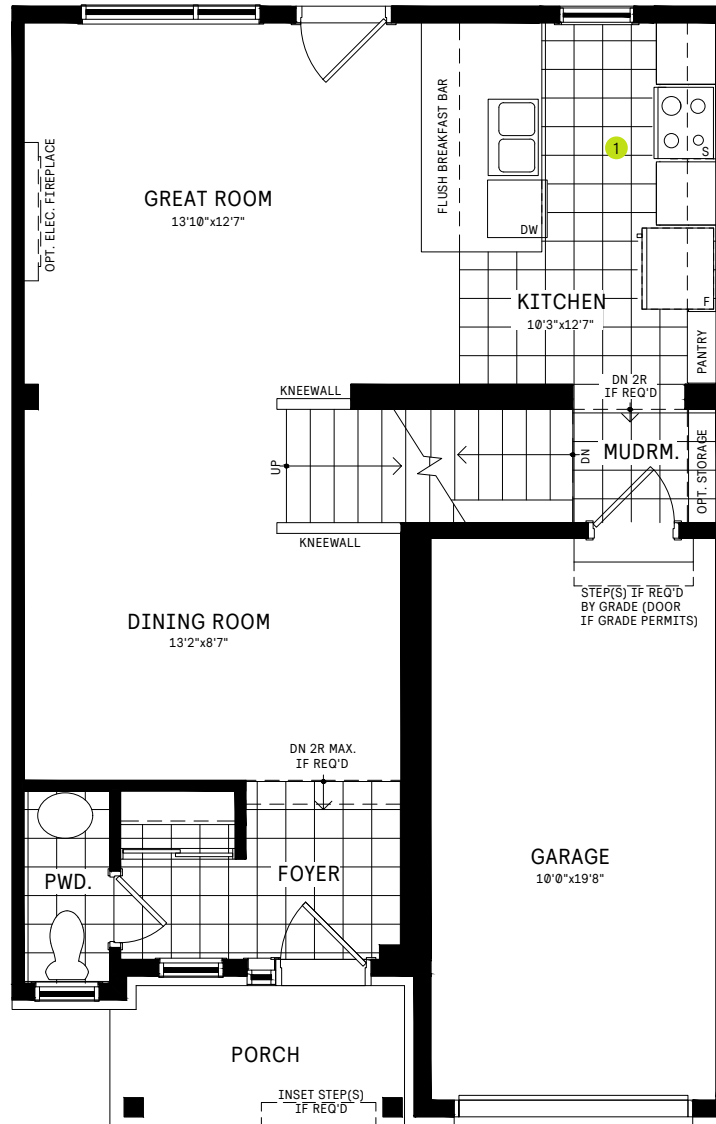 OPT. ELEC. FIREPLACE
GREAT ROOM
13'10"x12'7"
FLUSH BREAKFAST BAR
DW
1
S
F
KITCHEN
10'3"x12'7"
PANTRY
KNEEWALL
DN 2R
IF REQ'D
UP
DN
MUDRM.
OPT. STORAGE
KNEEWALL
STEP(S) IF REQ'D
BY GRADE (DOOR
IF GRADE PERMITS)
DINING ROOM
13'2"x8'7"
DN 2R MAX.
IF REQ'D
PWD.
FOYER
GARAGE
10'0"x19'8"
PORCH
INSET STEP(S)
IF REQ'D